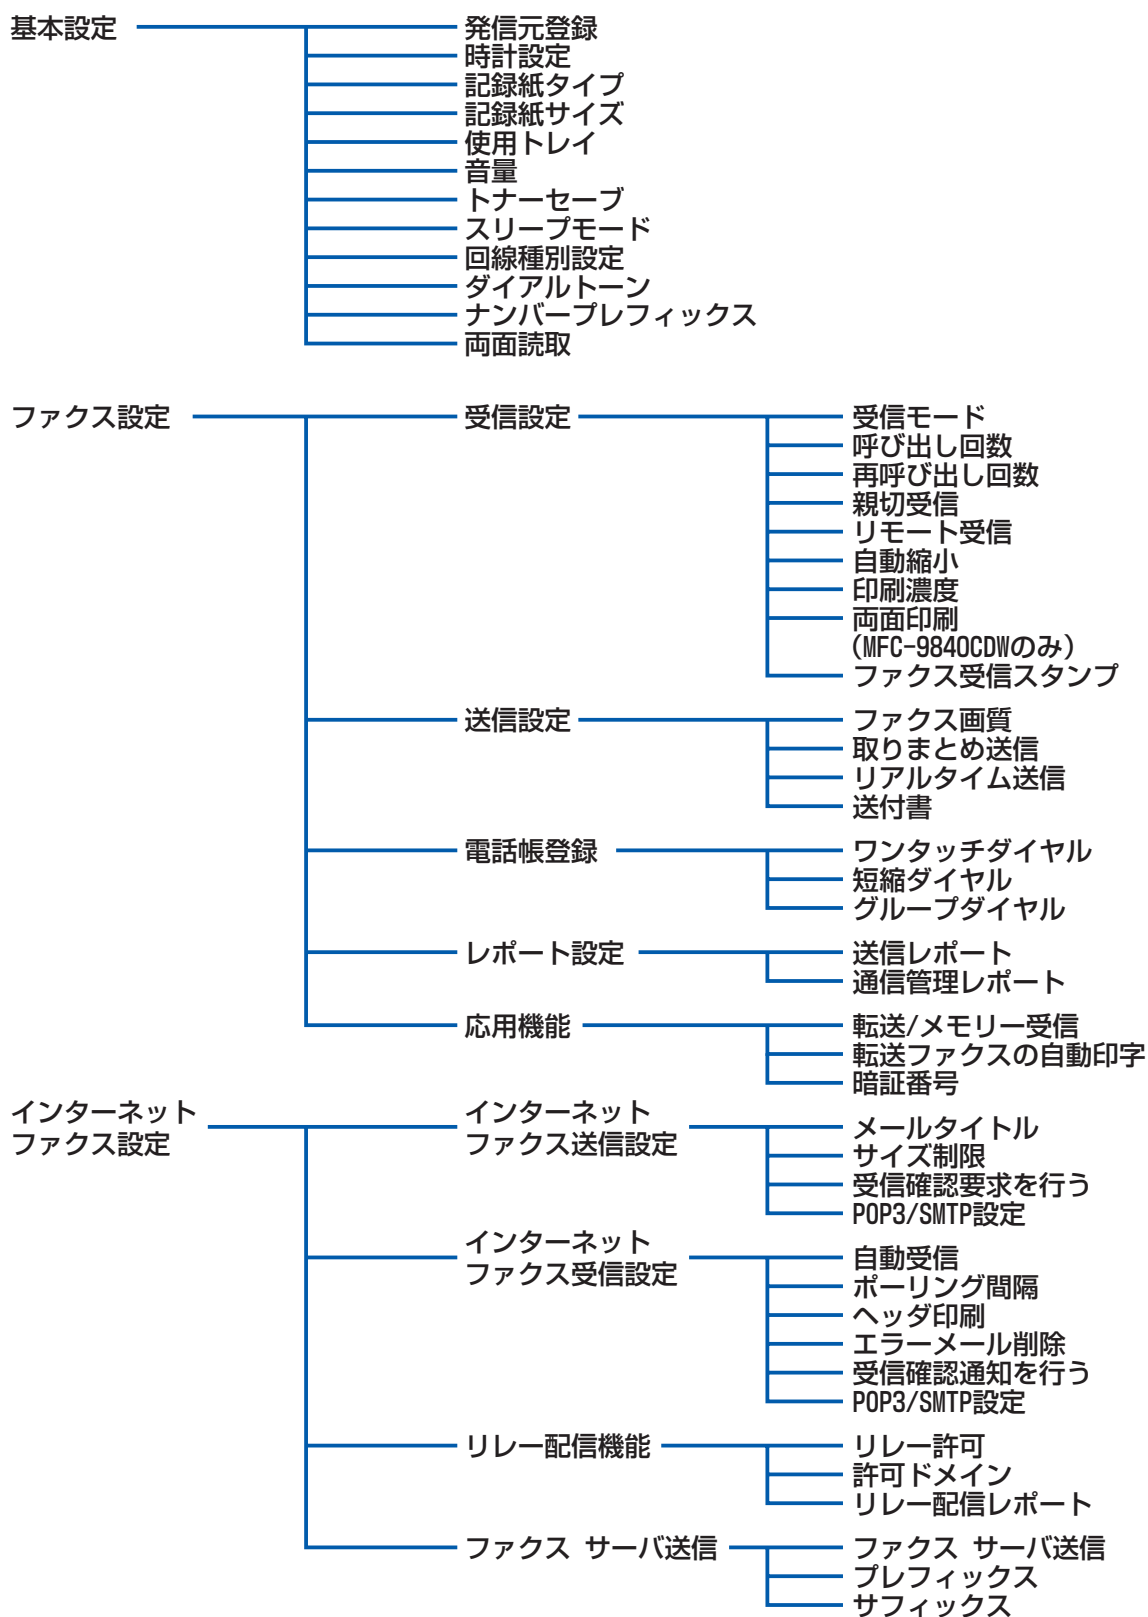 基本設定
発信元登録
時計設定
記録紙タイプ
記録紙サイズ
使用トレイ
音量
トナーセーブ
スリープモード
回線種別設定
ダイアルトーン
ナンバープレフィックス
両面読取
ファクス設定
受信設定
受信モード
呼び出し回数
再呼び出し回数
親切受信
リモート受信
自動縮小
印刷濃度
両面印刷
(MFC-9840CDWのみ)
ファクス受信スタンプ
送信設定
ファクス画質
取りまとめ送信
リアルタイム送信
送付書
電話帳登録
ワンタッチダイヤル
短縮ダイヤル
グループダイヤル
レポート設定
送信レポート
通信管理レポート
応用機能
転送/メモリー受信
転送ファクスの自動印字
暗証番号
インターネット
ファクス設定
インターネット
ファクス送信設定
メールタイトル
サイズ制限
受信確認要求を行う
POP3/SMTP設定
インターネット
ファクス受信設定
自動受信
ポーリング間隔
ヘッダ印刷
エラーメール削除
受信確認通知を行う
POP3/SMTP設定
リレー配信機能
リレー許可
許可ドメイン
リレー配信レポート
ファクス サーバ送信
ファクス サーバ送信
プレフィックス
サフィックス